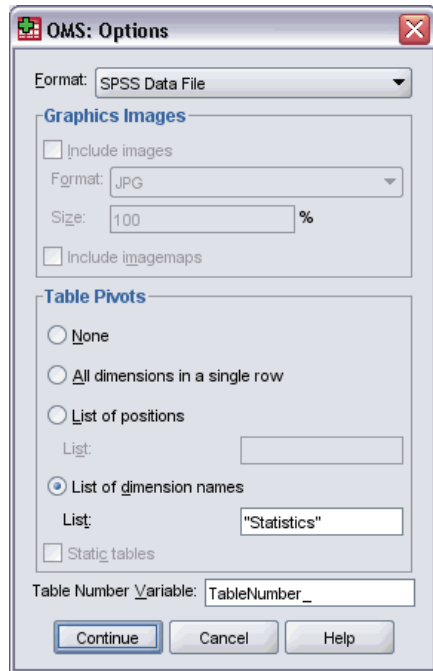 OMS: Options
Format: SPSS Data File
Graphics Images
Include images
Format: JPG
Size: 100 %
Include imagemaps
Table Pivots
None
All dimensions in a single row
List of positions
List:
List of dimension names
List: "Statistics"
Static tables
Table Number Variable: TableNumber_
Continue Cancel Help